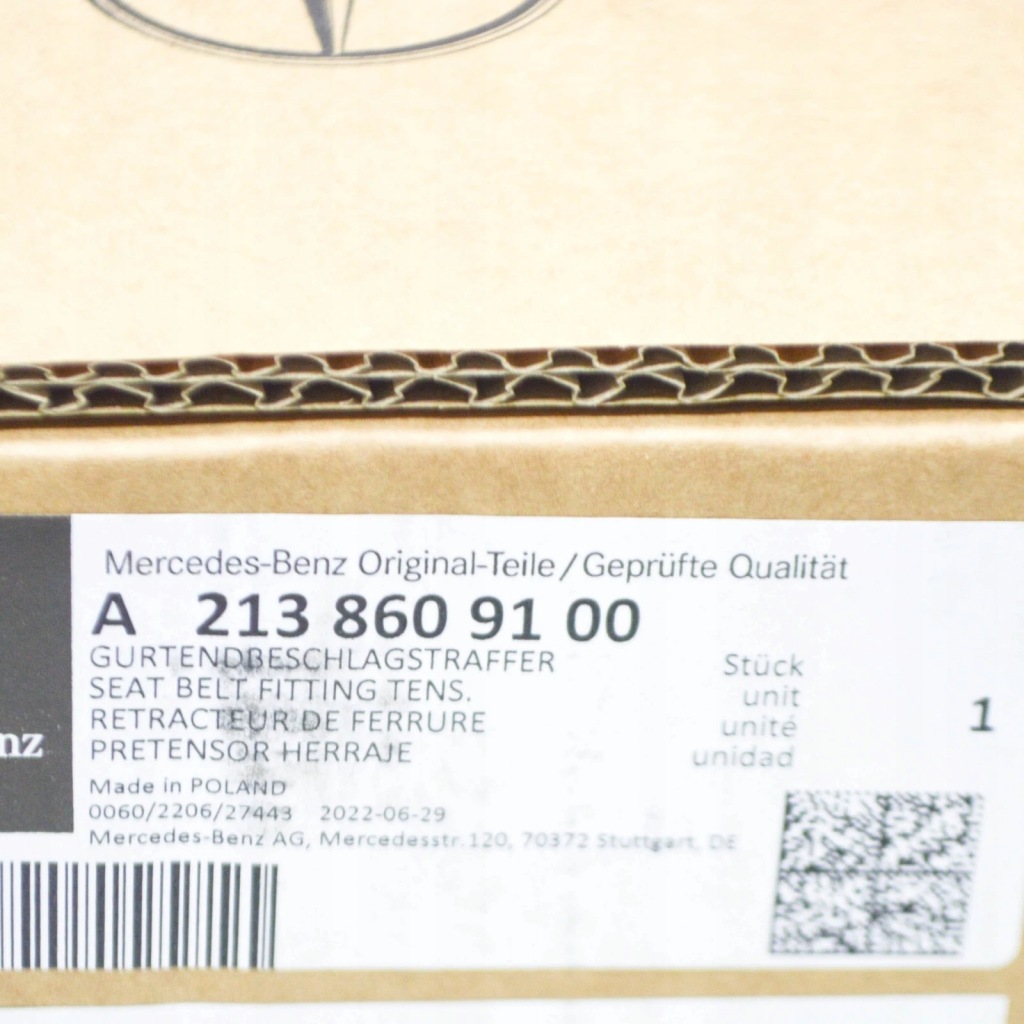 Mercedes-Benz Original-Teile/Geprüfte Qualität
A 213 860 91 00
GURTENDBESCHLAGSTRAFFER
SEAT BELT FITTING TENS.
RETRACTEUR DE FERRURE
PRETENSOR HERRAJE
Stück
unit
unité
unidad
1
nz
Made in POLAND
0060/2206/27443 2022-06-29
Mercedes-Benz AG, Mercedesstr.120, 70372 Stuttgart, DE